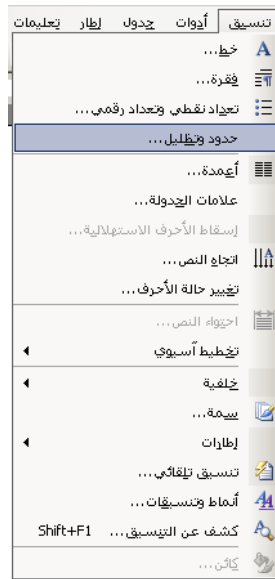 تنسيق أدوات جدول إطار تعليمات
خط...
فقرة...
تعداد نقطي وتعداد رقمي...
حدود وتظليل...
أعمدة...
علامات الجدولة...
إسقاط الأحرف الاستهلالية...
اتجاه النص...
تغيير حالة الأحرف...
احتواء النص...
تخطيط آسيوي
خلفية
سمة...
إطارات
تنسيق تلقائي...
أنماط وتنسيقات...
كشف عن التنسيق... Shift+F1
كائن...